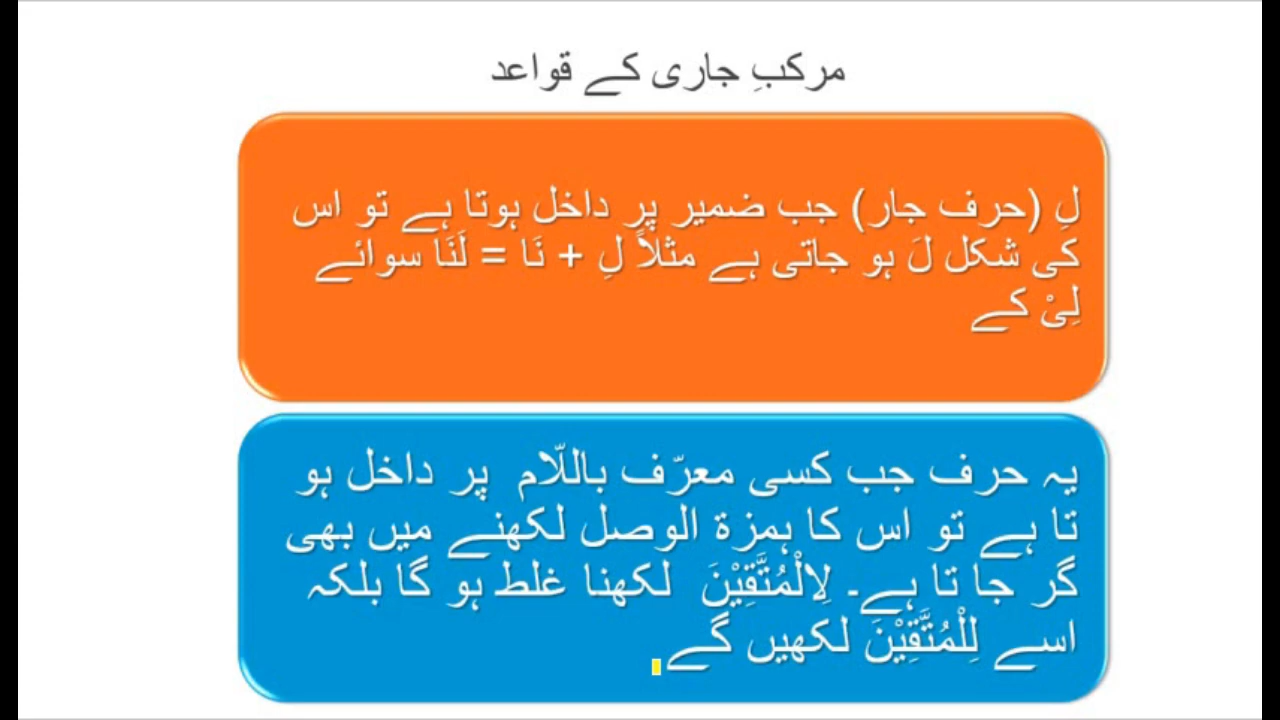 مرکبِ جاری کے قواعد
لِ (حرف جار) جب ضمیر پر داخل ہوتا ہے تو اس
کی شکل لَ ہو جاتی ہے مثلاً لِ + نَا = لَنَا سوائے
لِیْ کے
یہ حرف جب کسی معرّف باللّام پر داخل ہو
تا ہے تو اس کا ہمزة الوصل لکھنے میں بھی
گر جا تا ہے۔ لِالْمُتَّقِیْنَ لکھنا غلط ہو گا بلکہ
اسے لِلْمُتَّقِیْنَ لکھیں گے